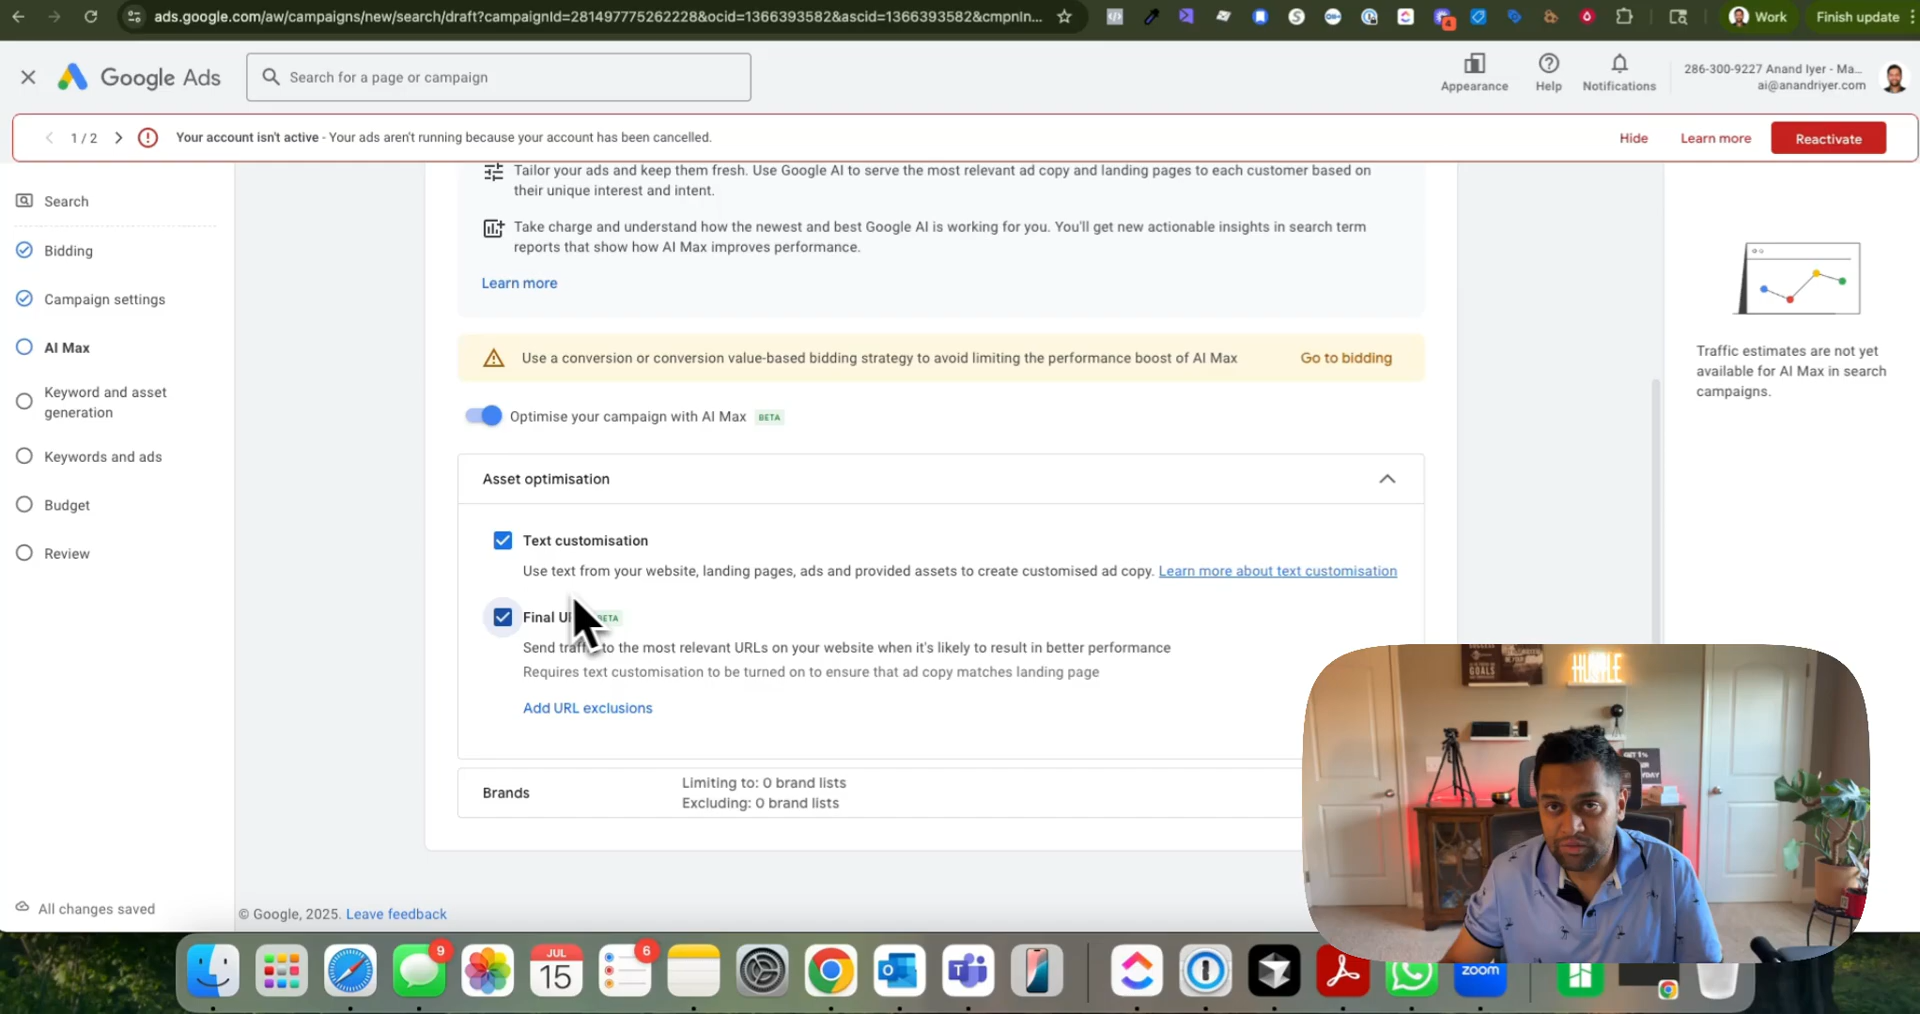 ads.google.com/aw/campaigns/new/search/draft?campaignId=281497775262228&ocid=1366393582&ascid=1366393582&cmpnIn...
4
Work
Finish update
Google Ads
Search for a page or campaign
Appearance
Help
Notifications
286-300-9227 Anand Iyer - Ma...
ai@anandriyer.com
1 / 2
Your account isn't active - Your ads aren't running because your account has been cancelled.
Hide
Learn more
Reactivate
Search
Bidding
Campaign settings
AI Max
Keyword and asset
generation
Keywords and ads
Budget
Review
All changes saved
Tailor your ads and keep them fresh. Use Google AI to serve the most relevant ad copy and landing pages to each customer based on
their unique interest and intent.
Take charge and understand how the newest and best Google AI is working for you. You'll get new actionable insights in search term
reports that show how AI Max improves performance.
Learn more
Use a conversion or conversion value-based bidding strategy to avoid limiting the performance boost of AI Max
Go to bidding
Optimise your campaign with AI Max BETA
Asset optimisation
Text customisation
Use text from your website, landing pages, ads and provided assets to create customised ad copy. Learn more about text customisation
Final
Send to the most relevant URLs on your website when it's likely to result in better performance
Requires text customisation to be turned on to ensure that ad copy matches landing page
Add URL exclusions
Brands
Limiting to: 0 brand lists
Excluding: 0 brand lists
Traffic estimates are not yet
available for AI Max in search
campaigns.
© Google, 2025. Leave feedback
HUSTLE
GOALS
9
JUL
15
6
zoom